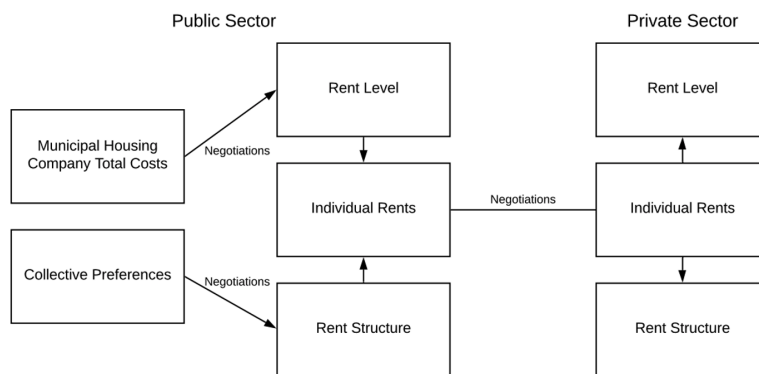 Public Sector
Private Sector
Rent Level
Rent Level
Municipal Housing
Company Total Costs
Negotiations
Individual Rents
Negotiations
Individual Rents
Collective Preferences
Negotiations
Rent Structure
Rent Structure